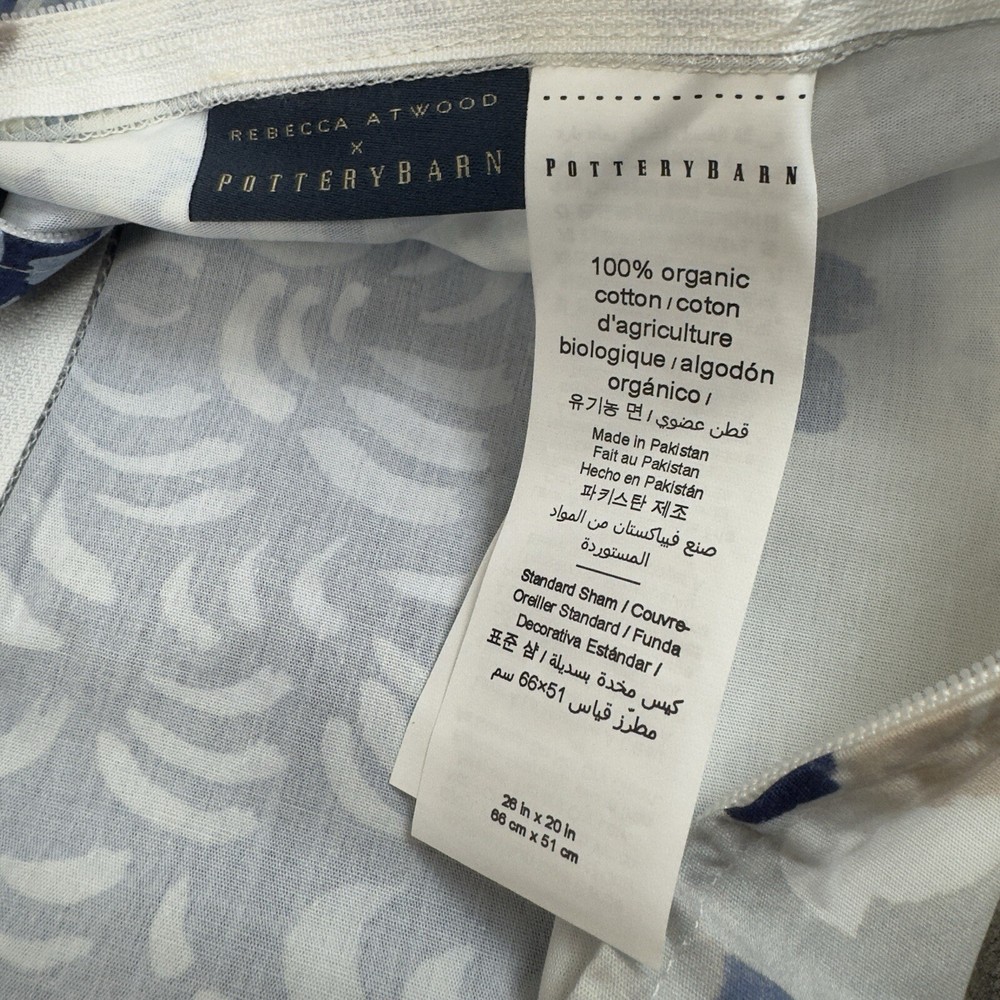 REBECCA ATWOOD
X
POTTERYBARN
POTTERYBARN
100% organic
cotton / coton
d'agriculture
biologique / algodón
orgánico /
유기농 면 / قطن عضوي
Made in Pakistan
Fait au Pakistan
Hecho en Pakistán
파키스탄 제조
صنع فيباكستان من المواد
المستوردة
Standard Sham / Couvre-
Oreiller Standard / Funda
Decorativa Estándar /
표준 샴 / كيس مخدة بسديلة
مطرّز قياس 51×66 سم
26 in x 20 in
66 cm x 51 cm